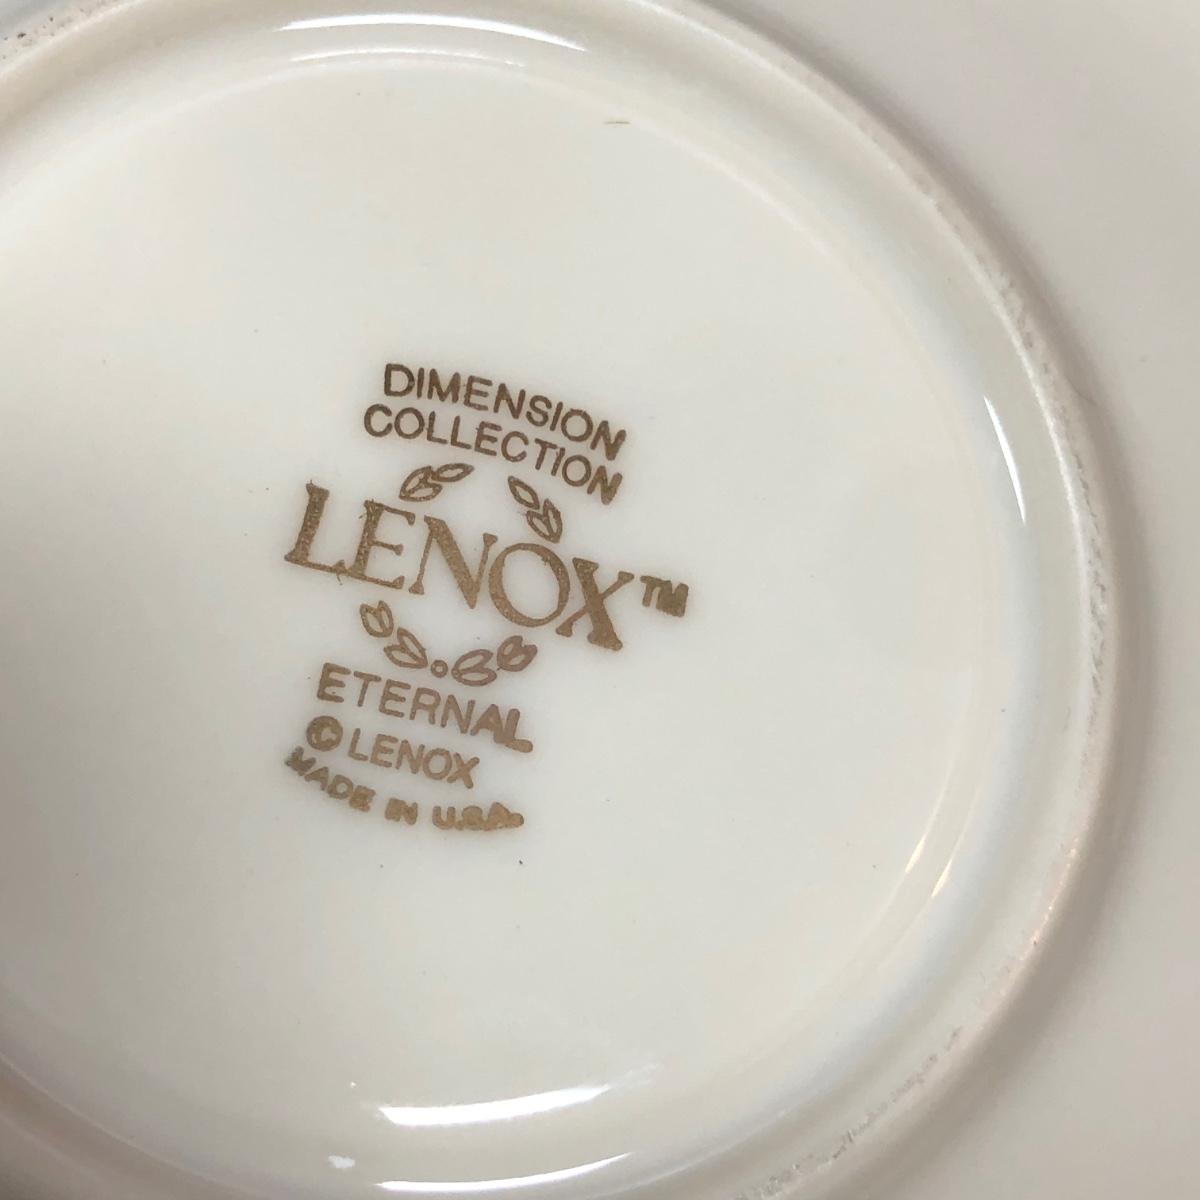 DIMENSION
COLLECTION
LENOX™
ETERNAL
© LENOX
MADE IN U.S.A.